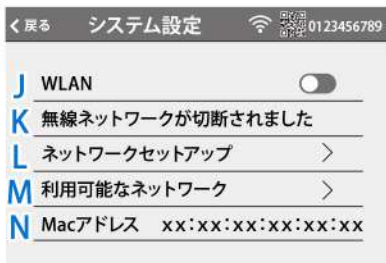 戻る システム設定 0123456789
J WLAN
K 無線ネットワークが切断されました
L ネットワークセットアップ
M 利用可能なネットワーク
N Macアドレス xx:xx:xx:xx:xx:xx